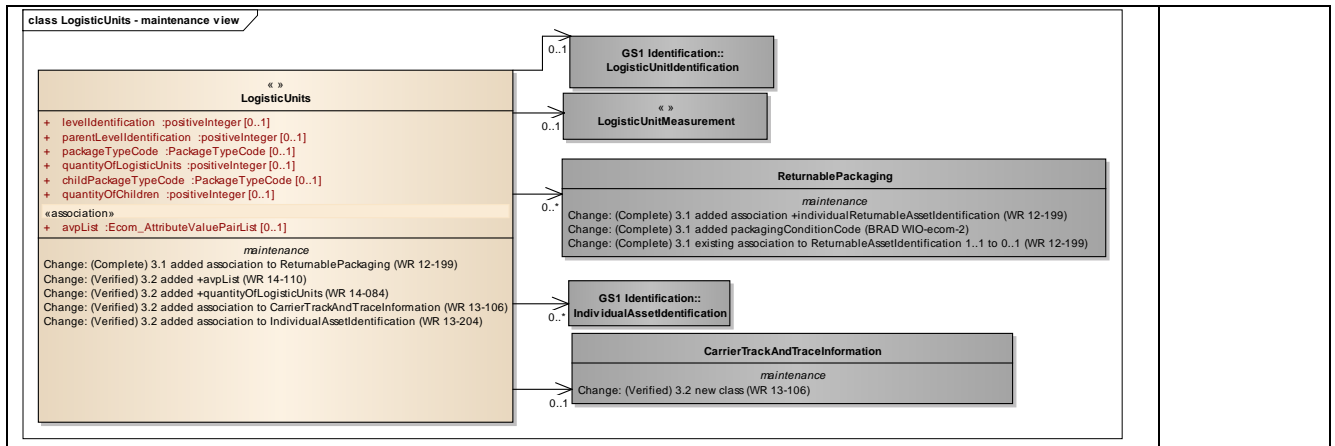 class LogisticUnits - maintenance view
« »
LogisticUnits
+ levelIdentification :positiveInteger [0..1]
+ parentLevelIdentification :positiveInteger [0..1]
+ packageTypeCode :PackageTypeCode [0..1]
+ quantityOfLogisticUnits :positiveInteger [0..1]
+ childPackageTypeCode :PackageTypeCode [0..1]
+ quantityOfChildren :positiveInteger [0..1]
«association»
+ avpList :Ecom_AttributeValuePairList [0..1]
maintenance
Change: (Complete) 3.1 added association to ReturnablePackaging (WR 12-199)
Change: (Verified) 3.2 added +avpList (WR 14-110)
Change: (Verified) 3.2 added +quantityOfLogisticUnits (WR 14-084)
Change: (Verified) 3.2 added association to CarrierTrackAndTraceInformation (WR 13-106)
Change: (Verified) 3.2 added association to IndividualAssetIdentification (WR 13-204)
0..1
GS1 Identification::
LogisticUnitIdentification
0..1
« »
LogisticUnitMeasurement
0..*
ReturnablePackaging
maintenance
Change: (Complete) 3.1 added association +individualReturnableAssetIdentification (WR 12-199)
Change: (Complete) 3.1 added packagingConditionCode (BRAD WIO-ecom-2)
Change: (Complete) 3.1 existing association to ReturnableAssetIdentification 1..1 to 0..1 (WR 12-199)
0..*
GS1 Identification::
IndividualAssetIdentification
0..1
CarrierTrackAndTraceInformation
maintenance
Change: (Verified) 3.2 new class (WR 13-106)